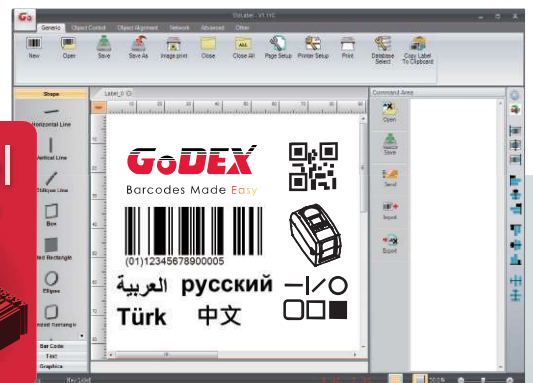 GoLabel - V1.11C
Go
Generic Object Control Object Alignment Network Advanced Other
New Open Save Save As Image print Close Close All Page Setup Printer Setup Print Database Select Copy Label To Clipboard
Shape
Label_0
Command Area
Horizontal Line
Vertical Line
Oblique Line
Box
Ellipse
Bar Code
Text
Graphics
Open
Save
Send
Import
Export
GoDEX
Barcodes Made Easy
(01)12345678900005
العربية русский
Türk 中文